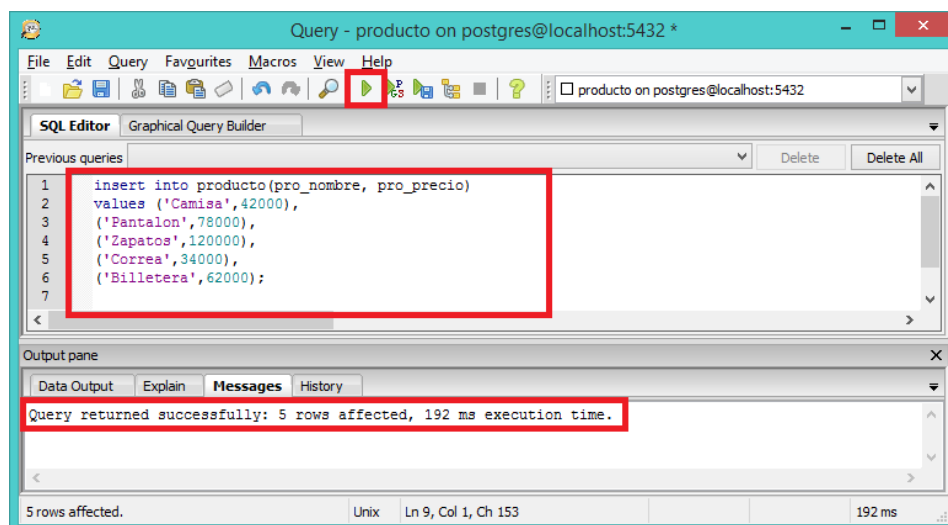 Query - producto on postgres@localhost:5432 *
File Edit Query Favourites Macros View Help
producto on postgres@localhost:5432
SQL Editor Graphical Query Builder
Previous queries Delete Delete All
1 insert into producto(pro_nombre, pro_precio)
2 values ('Camisa',42000),
3 ('Pantalon',78000),
4 ('Zapatos',120000),
5 ('Correa',34000),
6 ('Billetera',62000);
7
Output pane
Data Output Explain Messages History
Query returned successfully: 5 rows affected, 192 ms execution time.
5 rows affected. Unix Ln 9, Col 1, Ch 153 192 ms